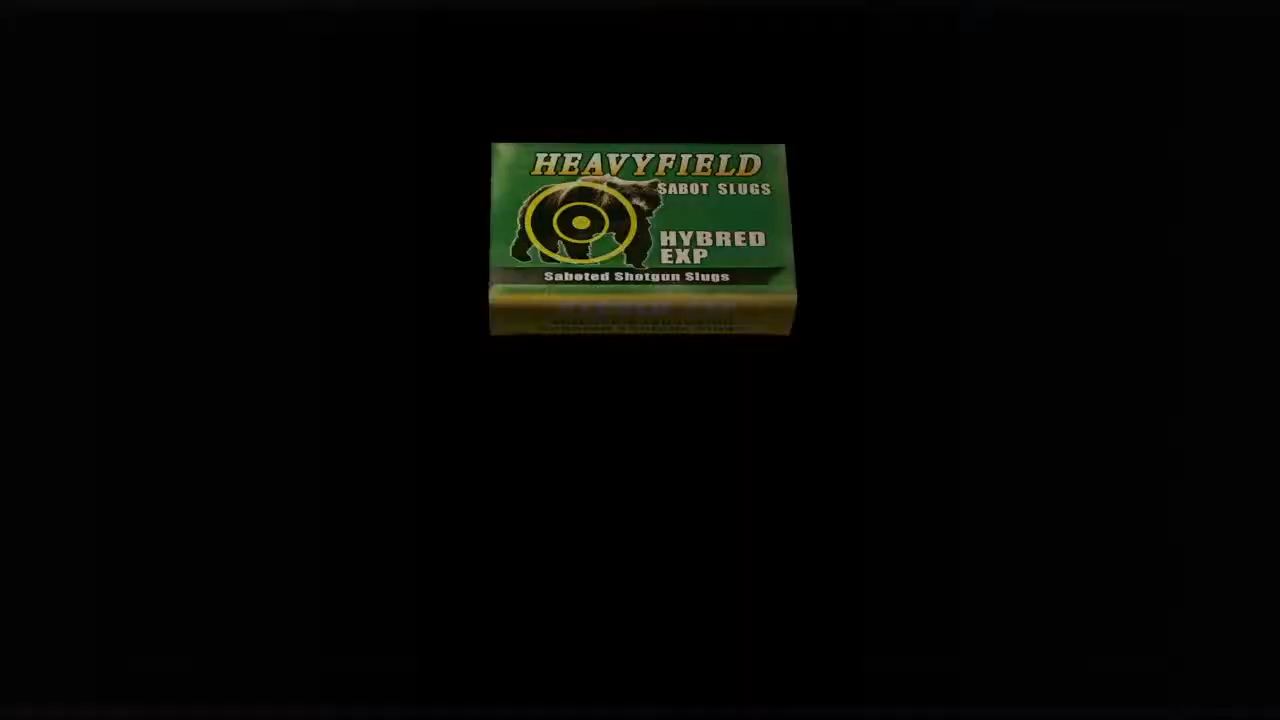 HEAVYFIELD
SABOT SLUGS
HYBRED
EXP
Saboted Shotgun Slugs